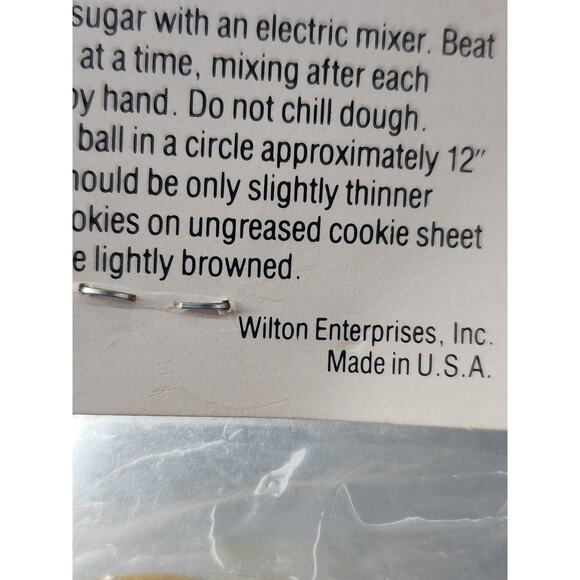 sugar with an electric mixer. Beat
at a time, mixing after each
by hand. Do not chill dough.
ball in a circle approximately 12"
hould be only slightly thinner
okies on ungreased cookie sheet
e lightly browned.
Wilton Enterprises, Inc.
Made in U.S.A.